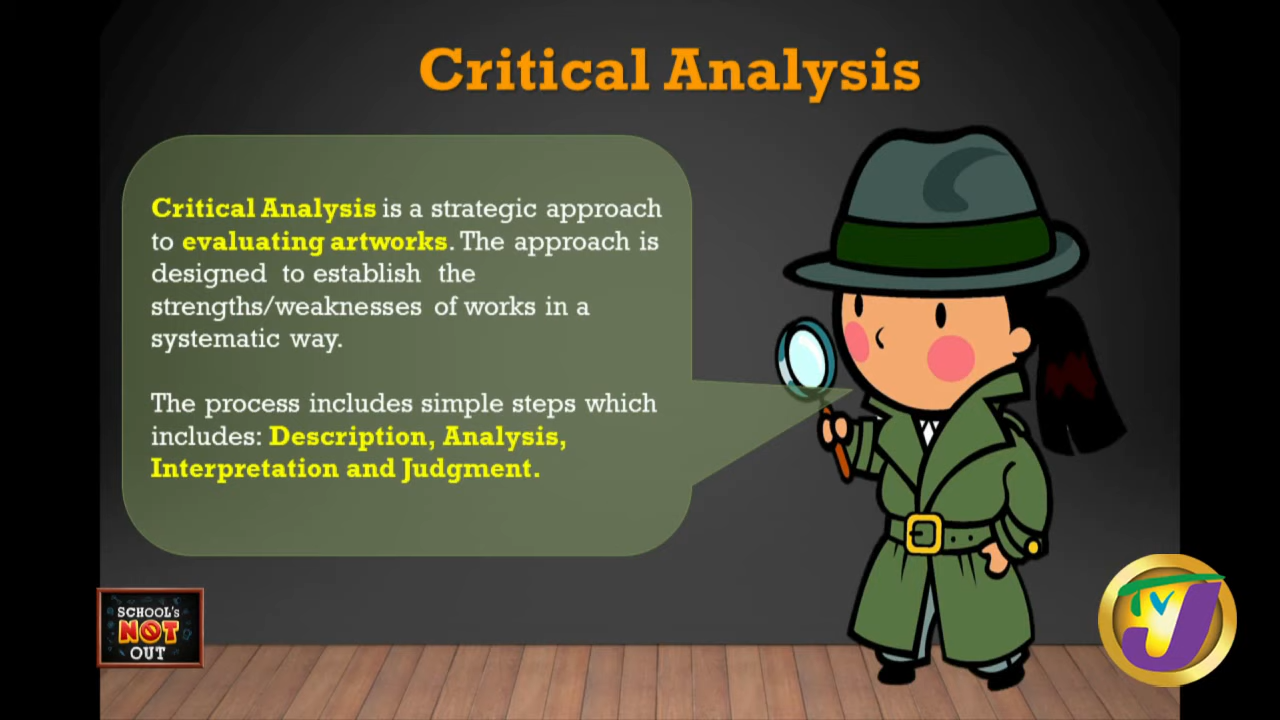 Critical Analysis
Critical Analysis is a strategic approach
to evaluating artworks. The approach is
designed to establish the
strengths/weaknesses of works in a
systematic way.
The process includes simple steps which
includes: Description, Analysis,
Interpretation and Judgment.
SCHOOL's
NOT
OUT
TVJ